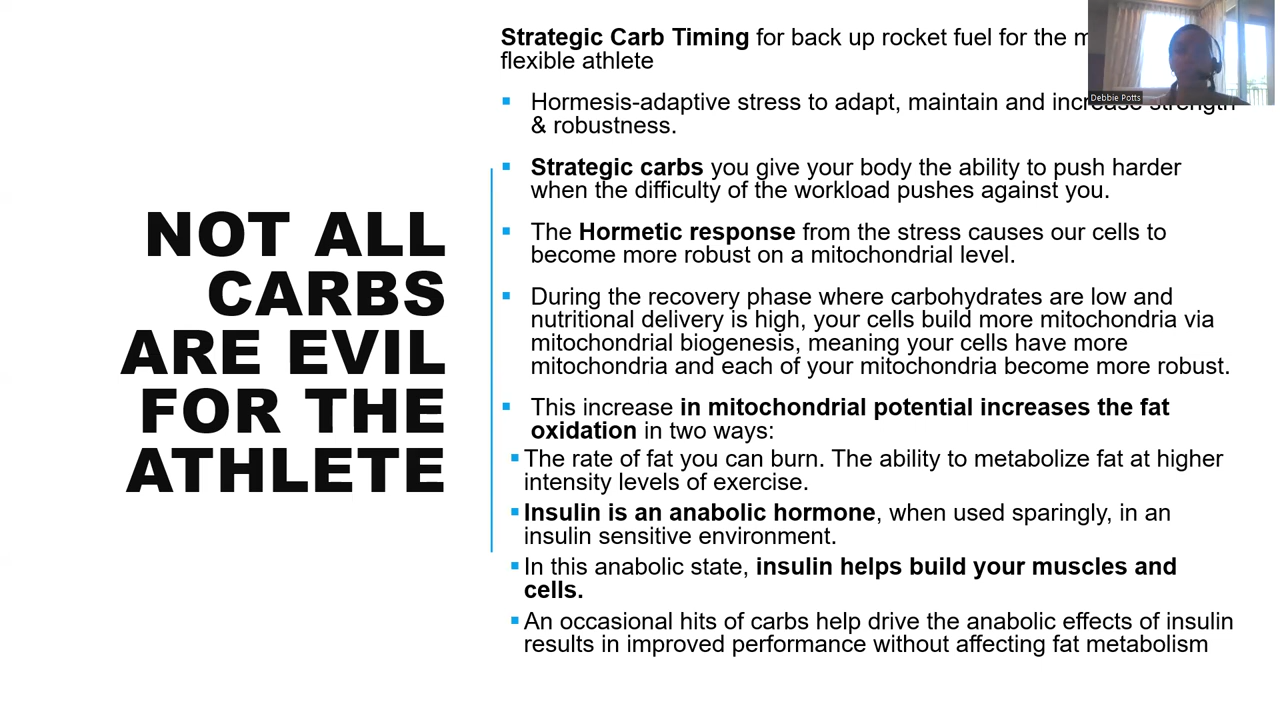 NOT ALL
CARBS
ARE EVIL
FOR THE
ATHLETE
Strategic Carb Timing for back up rocket fuel for the
flexible athlete
Hormesis-adaptive stress to adapt, maintain and increase strength
& robustness.
Strategic carbs you give your body the ability to push harder
when the difficulty of the workload pushes against you.
The Hormetic response from the stress causes our cells to
become more robust on a mitochondrial level.
During the recovery phase where carbohydrates are low and
nutritional delivery is high, your cells build more mitochondria via
mitochondrial biogenesis, meaning your cells have more
mitochondria and each of your mitochondria become more robust.
This increase in mitochondrial potential increases the fat
oxidation in two ways:
The rate of fat you can burn. The ability to metabolize fat at higher
intensity levels of exercise.
Insulin is an anabolic hormone, when used sparingly, in an
insulin sensitive environment.
In this anabolic state, insulin helps build your muscles and
cells.
An occasional hits of carbs help drive the anabolic effects of insulin
results in improved performance without affecting fat metabolism
Debbie Potts